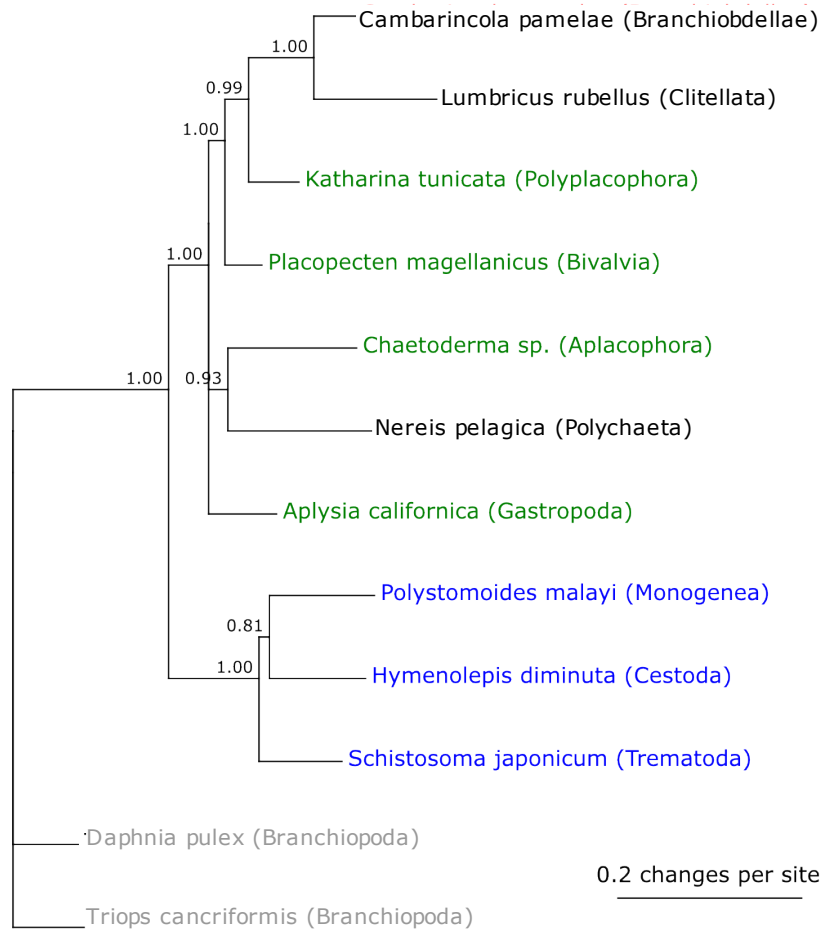 Cambarincola pamelae (Branchiobdellae)
1.00
0.99
Lumbricus rubellus (Clitellata)
1.00
Katharina tunicata (Polyplacophora)
1.00
Placopecten magellanicus (Bivalvia)
Chaetoderma sp. (Aplacophora)
1.00
0.93
Nereis pelagica (Polychaeta)
Aplysia californica (Gastropoda)
Polystomoides malayi (Monogenea)
0.81
1.00
Hymenolepis diminuta (Cestoda)
Schistosoma japonicum (Trematoda)
Daphnia pulex (Branchiopoda)
0.2 changes per site
Triops cancriformis (Branchiopoda)